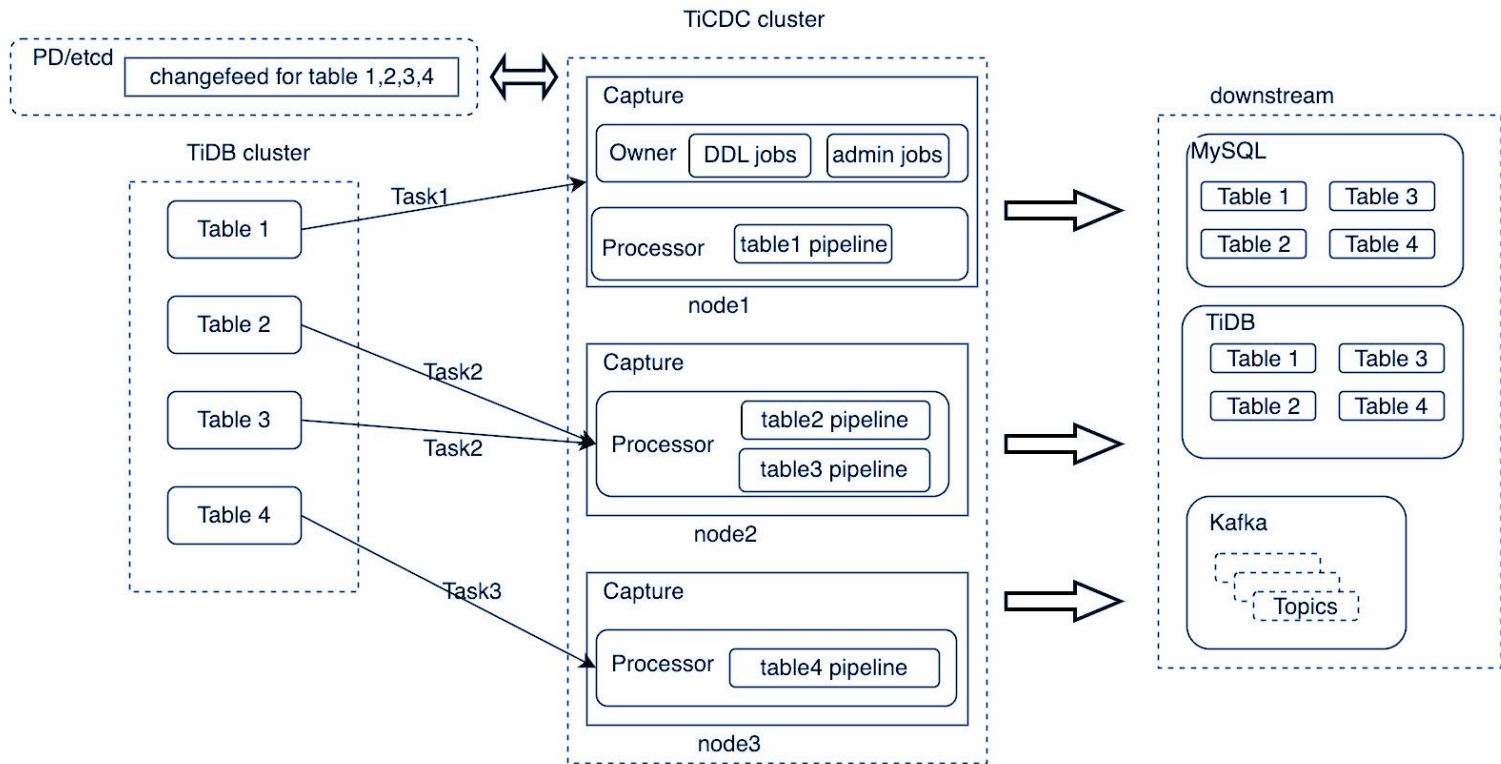 TiCDC cluster
PD/etcd
changefeed for table 1,2,3,4
TiDB cluster
Table 1
Table 2
Table 3
Table 4
Task1
Task2
Task2
Task3
Capture
Owner
DDL jobs
admin jobs
Processor
table1 pipeline
node1
Capture
Processor
table2 pipeline
table3 pipeline
node2
Capture
Processor
table4 pipeline
node3
downstream
MySQL
Table 1
Table 3
Table 2
Table 4
TiDB
Table 1
Table 3
Table 2
Table 4
Kafka
Topics